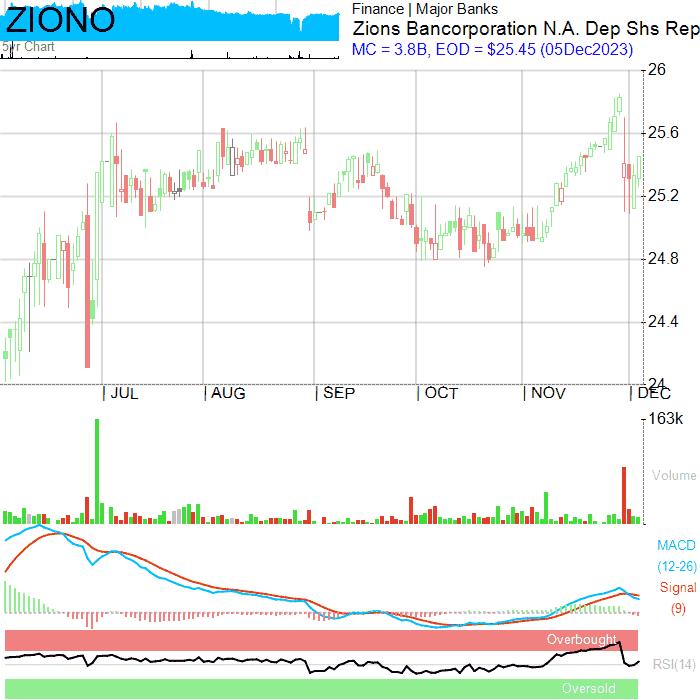 ZIONO
5yr Chart
Finance | Major Banks
Zions Bancorporation N.A. Dep Shs Rep
MC = 3.8B, EOD = $25.45 (05Dec2023)
26
25.6
25.2
24.8
24.4
24
| JUL | AUG | SEP | OCT | NOV | DEC
163k
Volume
MACD
(12-26)
Signal
(9)
Overbought
RSI(14)
Oversold